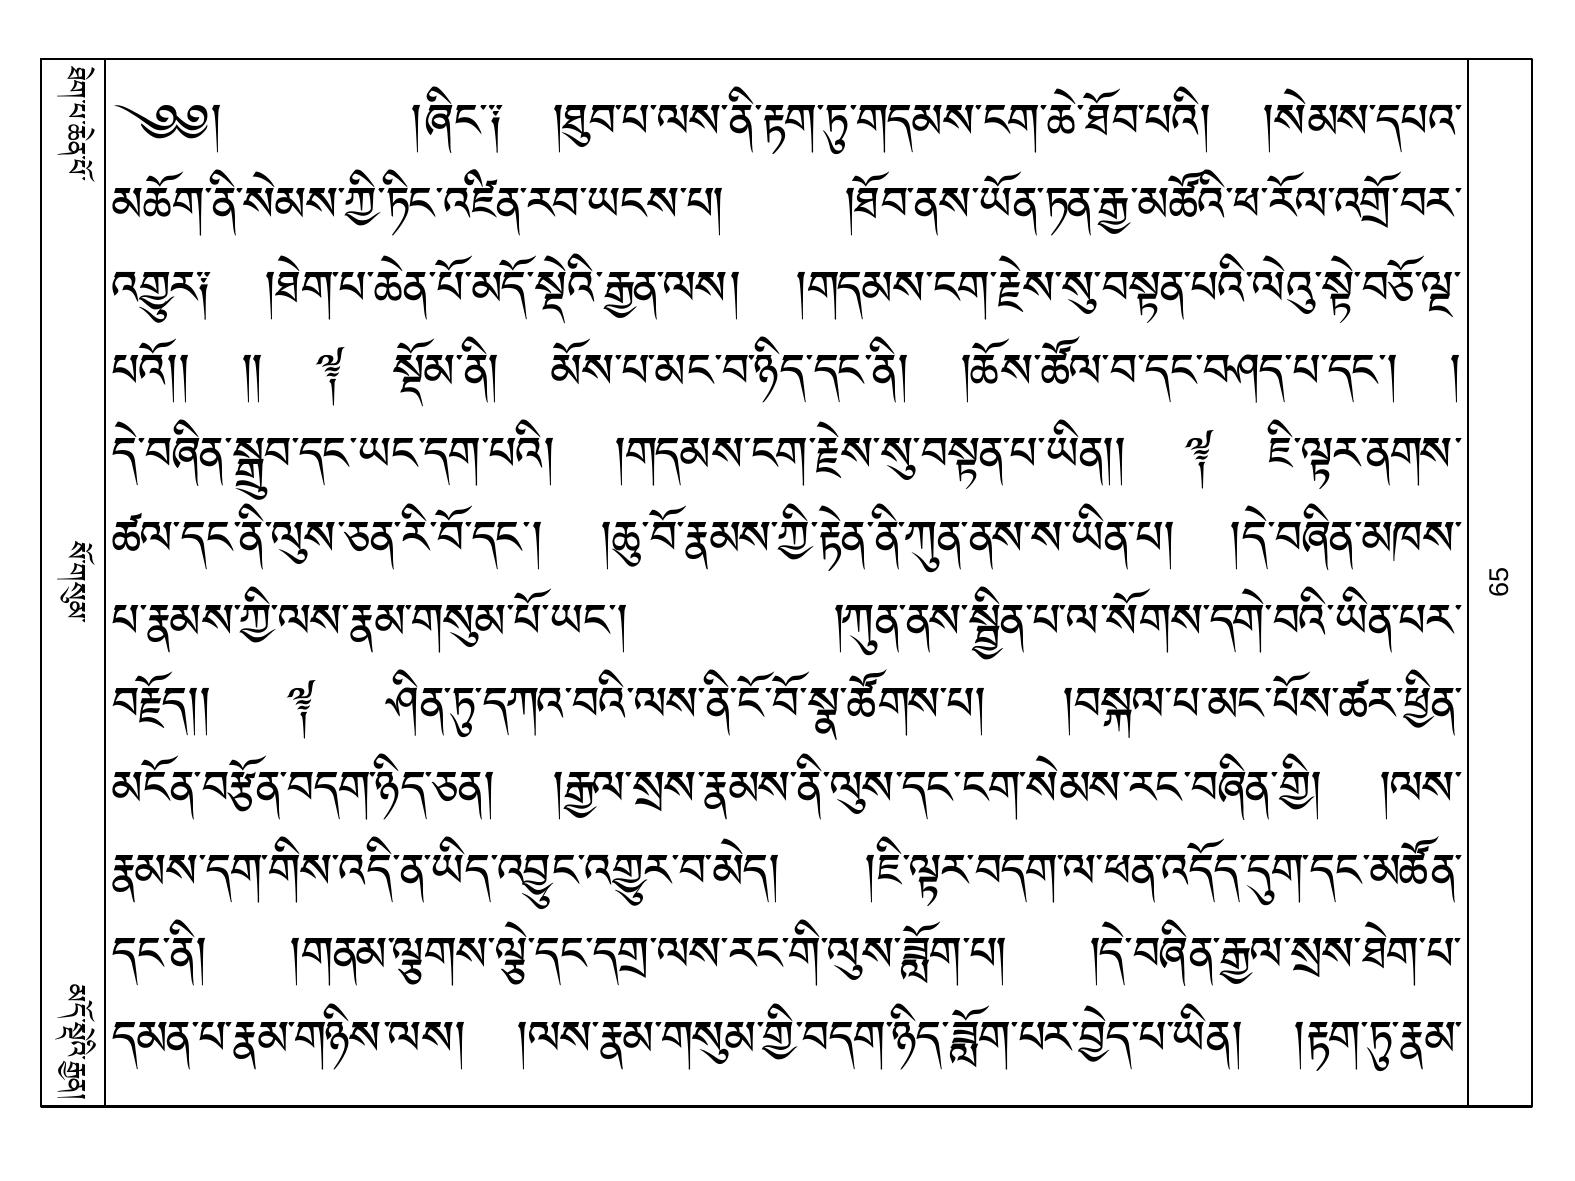 ཐེག་པ་ཆེན་པོ་
རོ་གསུམ་
མདོ་སྡེའི་རྒྱན།
༄༅། །ཞིང་༔ །ཐུབ་པ་ལས་ནི་རྟག་ཏུ་གདམས་ངག་ཆེ་ཐོབ་པའི། །སེམས་དཔའ་
མཆོག་ནི་སེམས་ཀྱི་ཏིང་འཛིན་རབ་ཡངས་པ། །ཐོབ་ནས་ཡོན་ཏན་རྒྱ་མཚོའི་ཕ་རོལ་འགྲོ་བར་
འགྱུར༔ །ཐེག་པ་ཆེན་པོ་མདོ་སྡེའི་རྒྱན་ལས། །གདམས་ངག་རྗེས་སུ་བསྟན་པའི་ལེའུ་སྟེ་བཅོ་ལྔ་
པའོ།། །། ༈ སྡོམ་ནི། མོས་པ་མང་བ་ཉིད་དང་ནི། །ཆོས་ཚོལ་བ་དང་བཤད་པ་དང་། །
དེ་བཞིན་སྒྲུབ་དང་ཡང་དག་པའི། །གདམས་ངག་རྗེས་སུ་བསྟན་པ་ཡིན།། ༈ ཇི་ལྟར་ནགས་
ཚལ་དང་ནི་ལུས་ཅན་རི་བོ་དང་། །ཆུ་བོ་རྣམས་ཀྱི་རྟེན་ནི་ཀུན་ནས་ས་ཡིན་པ། །དེ་བཞིན་མཁས་
པ་རྣམས་ཀྱི་ལས་རྣམ་གསུམ་པོ་ཡང་། །ཀུན་ནས་སྦྱིན་པ་ལ་སོགས་དགེ་བའི་ཡིན་པར་
བརྗོད།། ༈ ཤིན་ཏུ་དཀའ་བའི་ལས་ནི་ངོ་བོ་སྣ་ཚོགས་པ། །བསྐལ་པ་མང་པོས་ཚར་ཕྱིན་
མངོན་བརྩོན་བདག་ཉིད་ཅན། །རྒྱལ་སྲས་རྣམས་ནི་ལུས་དང་ངག་སེམས་རང་བཞིན་གྱི། །ལས་
རྣམས་དག་གིས་འདི་ན་ཡིད་འབྱུང་འགྱུར་བ་མེད། །ཇི་ལྟར་བདག་ལ་ཕན་འདོད་དུག་དང་མཚོན་
དང་ནི། །གནམ་ལྕགས་ལྕེ་དང་དགྲ་ལས་རང་གི་ལུས་ཟློག་པ། །དེ་བཞིན་རྒྱལ་སྲས་ཐེག་པ་
དམན་པ་རྣམ་གཉིས་ལས། །ལས་རྣམ་གསུམ་གྱི་བདག་ཉིད་ཟློག་པར་བྱེད་པ་ཡིན། །རྟག་ཏུ་རྣམ་
65